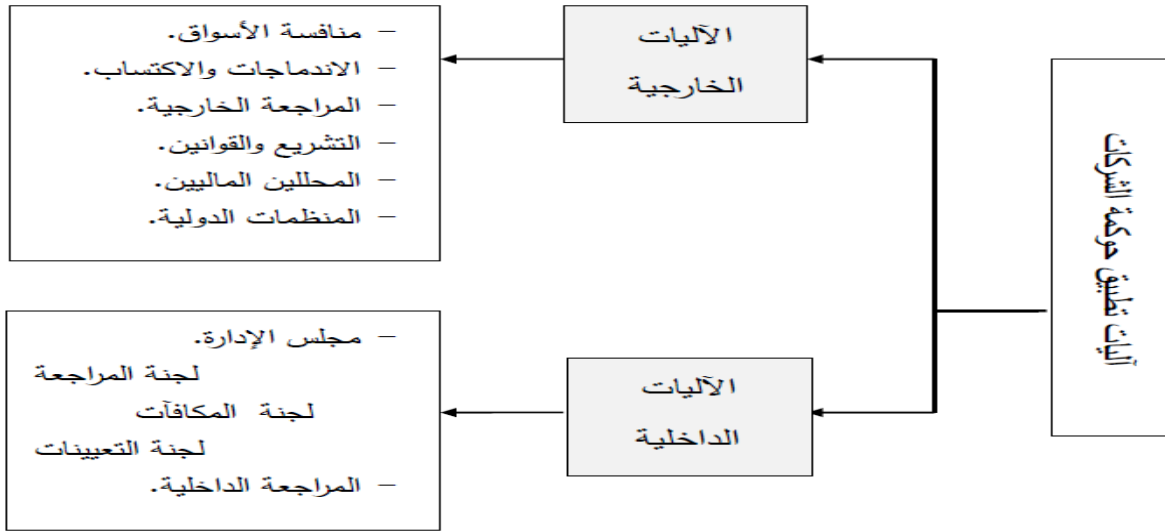 آليات تطبيق حوكمة الشركات
الآليات
الخارجية
– منافسة الأسواق.
– الاندماجات والاكتساب.
– المراجعة الخارجية.
– التشريع والقوانين.
– المحللين الماليين.
– المنظمات الدولية.
الآليات
الداخلية
– مجلس الإدارة.
لجنة المراجعة
لجنة المكافآت
لجنة التعيينات
– المراجعة الداخلية.